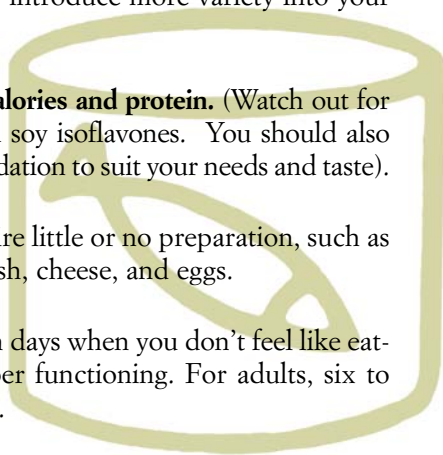 introduce more variety into your
alories and protein. (Watch out for
soy isoflavones. You should also
dation to suit your needs and taste).
re little or no preparation, such as
sh, cheese, and eggs.
days when you don't feel like eat-
er functioning. For adults, six to